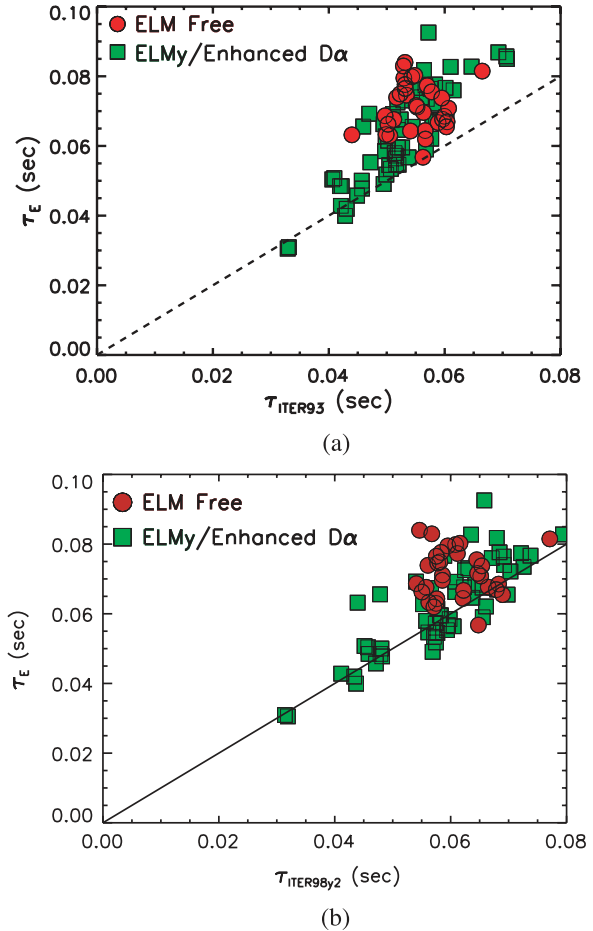 0.10
ELM Free
ELMy/Enhanced Dα
0.08
0.06
τE (sec)
0.04
0.02
0.00
0.00 0.02 0.04 0.06 0.08
τITER93 (sec)
(a)
0.10
ELM Free
ELMy/Enhanced Dα
0.08
0.06
τE (sec)
0.04
0.02
0.00
0.00 0.02 0.04 0.06 0.08
τITER98y2 (sec)
(b)